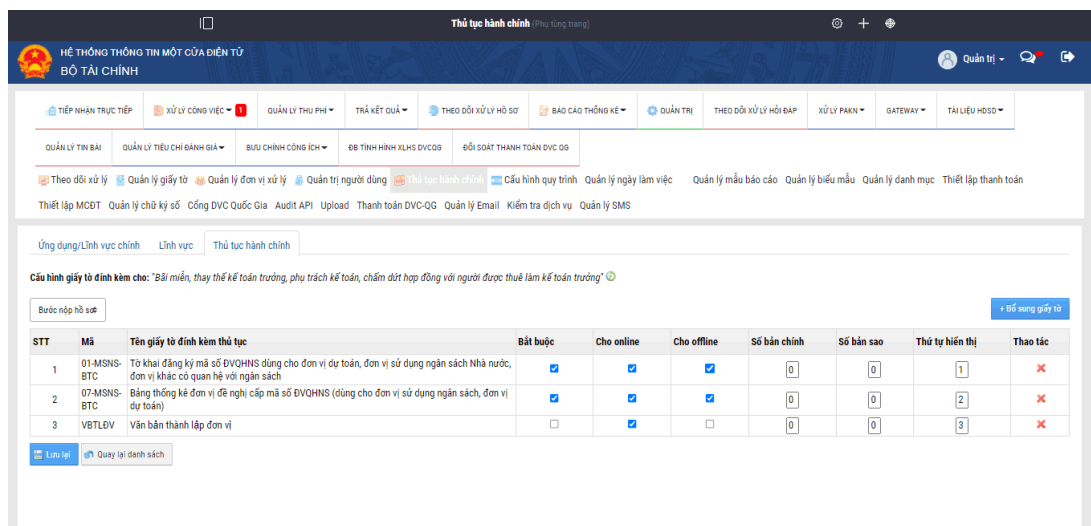 Thủ tục hành chính (Phụ tùng trang)
HỆ THỐNG THÔNG TIN MỘT CỬA ĐIỆN TỬ
BỘ TÀI CHÍNH
Quản trị
TIẾP NHẬN TRỰC TIẾP XỬ LÝ CÔNG VIỆC 1 QUẢN LÝ THU PHÍ TRẢ KẾT QUẢ THEO DÕI XỬ LÝ HỒ SƠ BÁO CÁO THỐNG KÊ QUẢN TRỊ THEO DÕI XỬ LÝ HỎI ĐÁP XỬ LÝ PAKN GATEWAY TÀI LIỆU HDSD
QUẢN LÝ TIN BÀI QUẢN LÝ TIÊU CHÍ ĐÁNH GIÁ BƯU CHÍNH CÔNG ÍCH ĐB TÌNH HÌNH XLHS DVCQG ĐỐI SOÁT THANH TOÁN DVC QG
Theo dõi xử lý Quản lý giấy tờ Quản lý đơn vị xử lý Quản trị người dùng Thủ tục hành chính Cấu hình quy trình Quản lý ngày làm việc Quản lý mẫu báo cáo Quản lý biểu mẫu Quản lý danh mục Thiết lập thanh toán
Thiết lập MCĐT Quản lý chữ ký số Cổng DVC Quốc Gia Audit API Upload Thanh toán DVC-QG Quản lý Email Kiểm tra dịch vụ Quản lý SMS
Ứng dụng/Lĩnh vực chính Lĩnh vực Thủ tục hành chính
Cấu hình giấy tờ đính kèm cho: "Bãi miễn, thay thế kế toán trưởng, phụ trách kế toán, chấm dứt hợp đồng với người được thuê làm kế toán trưởng"
Bước nộp hồ sơ
+ Bổ sung giấy tờ
STT Mã Tên giấy tờ đính kèm thủ tục Bắt buộc Cho online Cho offline Số bản chính Số bản sao Thứ tự hiển thị Thao tác
1 01-MSNS-BTC Tờ khai đăng ký mã số ĐVQHNS dùng cho đơn vị dự toán, đơn vị sử dụng ngân sách Nhà nước, 0 0 1
đơn vị khác có quan hệ với ngân sách
2 07-MSNS-BTC Bảng thống kê đơn vị đề nghị cấp mã số ĐVQHNS (dùng cho đơn vị sử dụng ngân sách, đơn vị 0 0 2
dự toán)
3 VBTLĐV Văn bản thành lập đơn vị 0 0 3
Lưu lại Quay lại danh sách